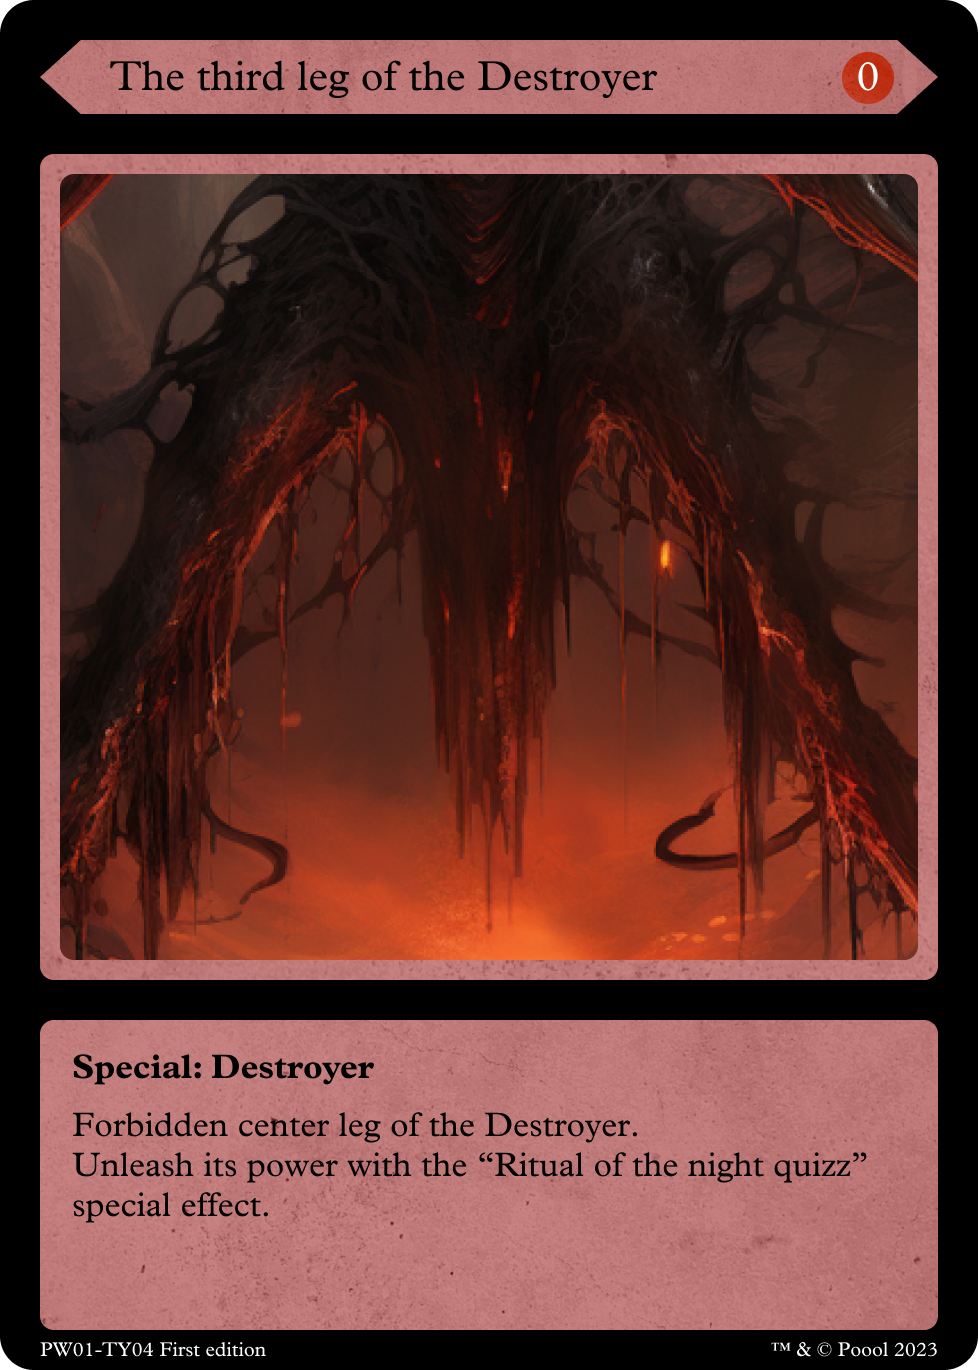 The third leg of the Destroyer 0
Special: Destroyer
Forbidden center leg of the Destroyer.
Unleash its power with the “Ritual of the night quizz”
special effect.
PW01-TY04 First edition ™ & © Poool 2023